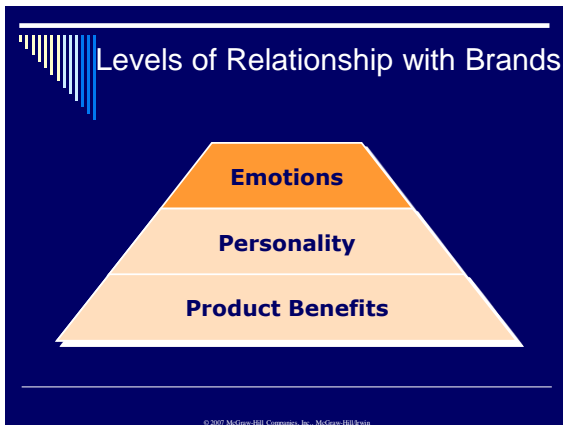 Levels of Relationship with Brands
Emotions
Personality
Product Benefits
© 2007 McGraw-Hill Companies, Inc., McGraw-Hill/Irwin